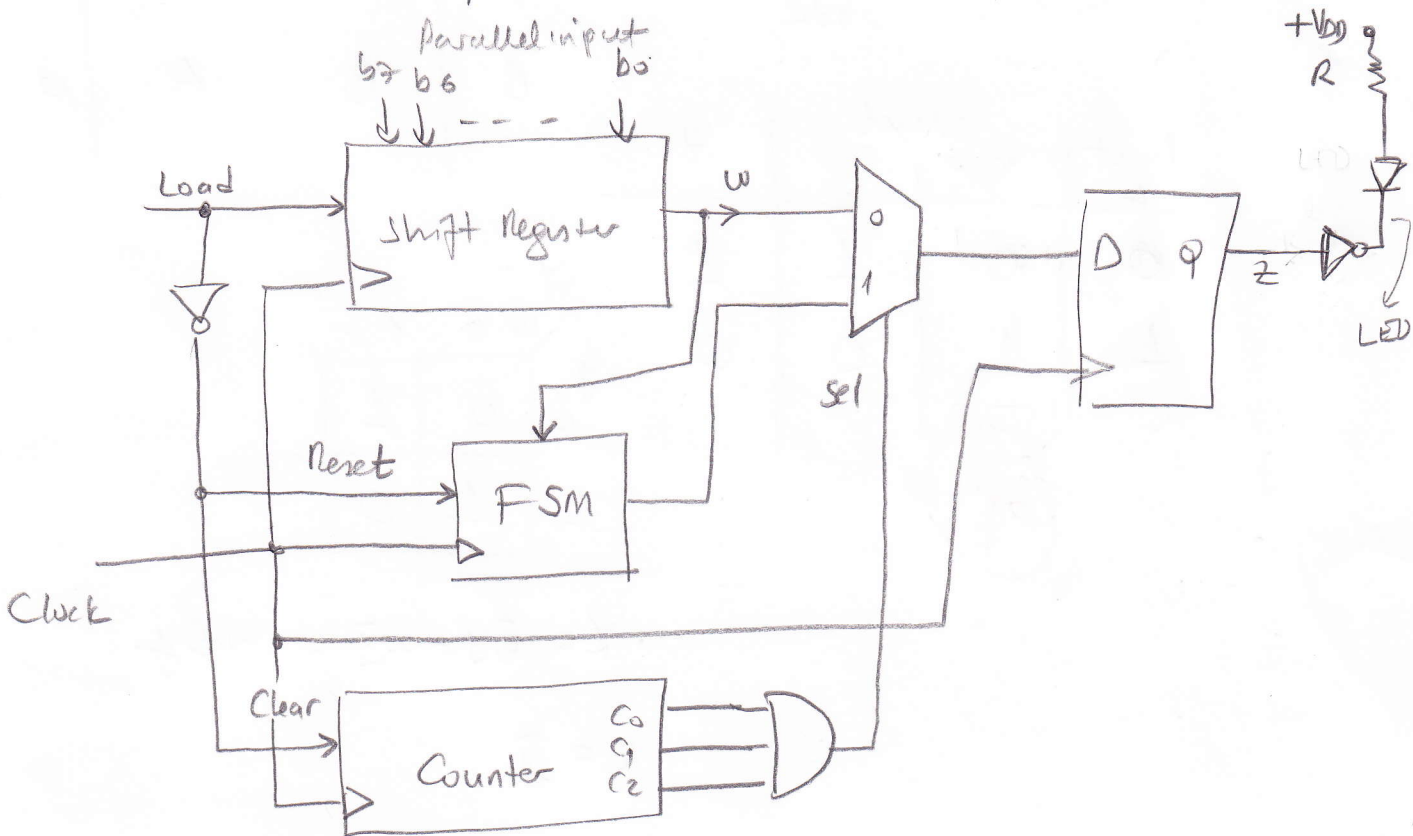 Parallel input
b7 b6 b0
+VDD
R
Load
Shift Register
w
0
1
D Q
z
LED
LED
sel
Reset
FSM
Clock
Clear
Counter
C0
C1
C2